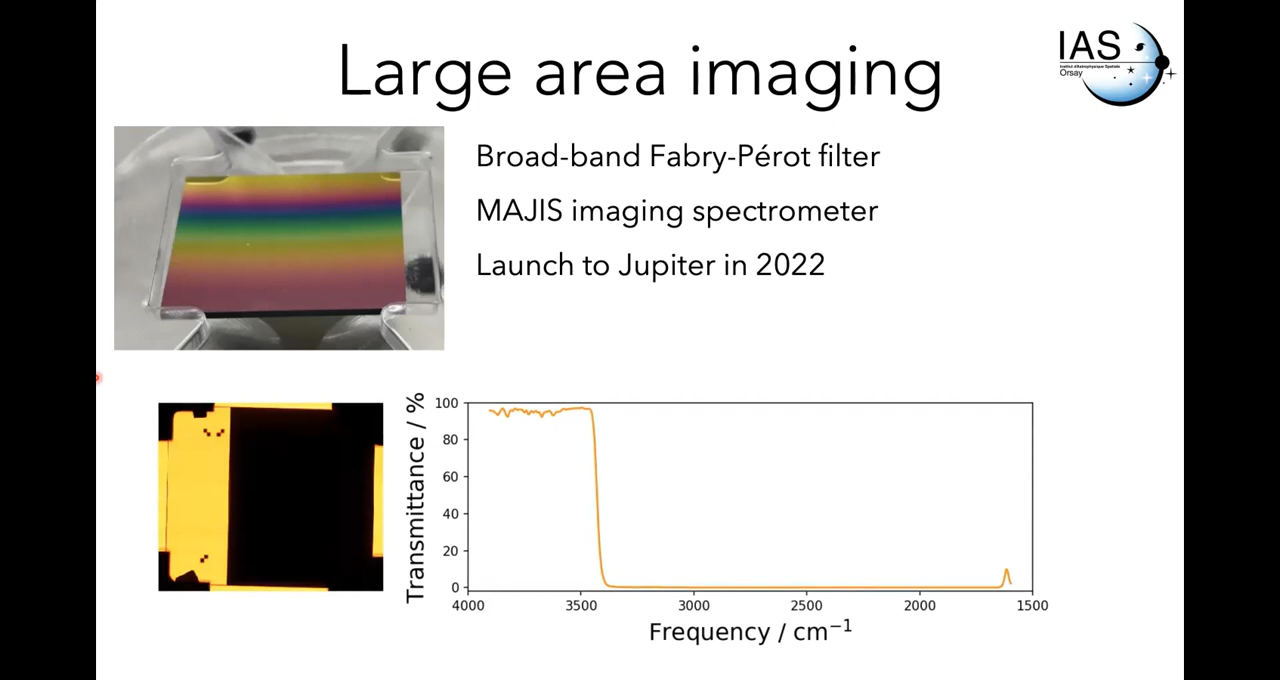 Large area imaging
IAS
Institut d'Astrophysique Spatiale
Orsay
Broad-band Fabry-Pérot filter
MAJIS imaging spectrometer
Launch to Jupiter in 2022
Transmittance / %
100
80
60
40
20
0
4000 3500 3000 2500 2000 1500
Frequency / cm⁻¹